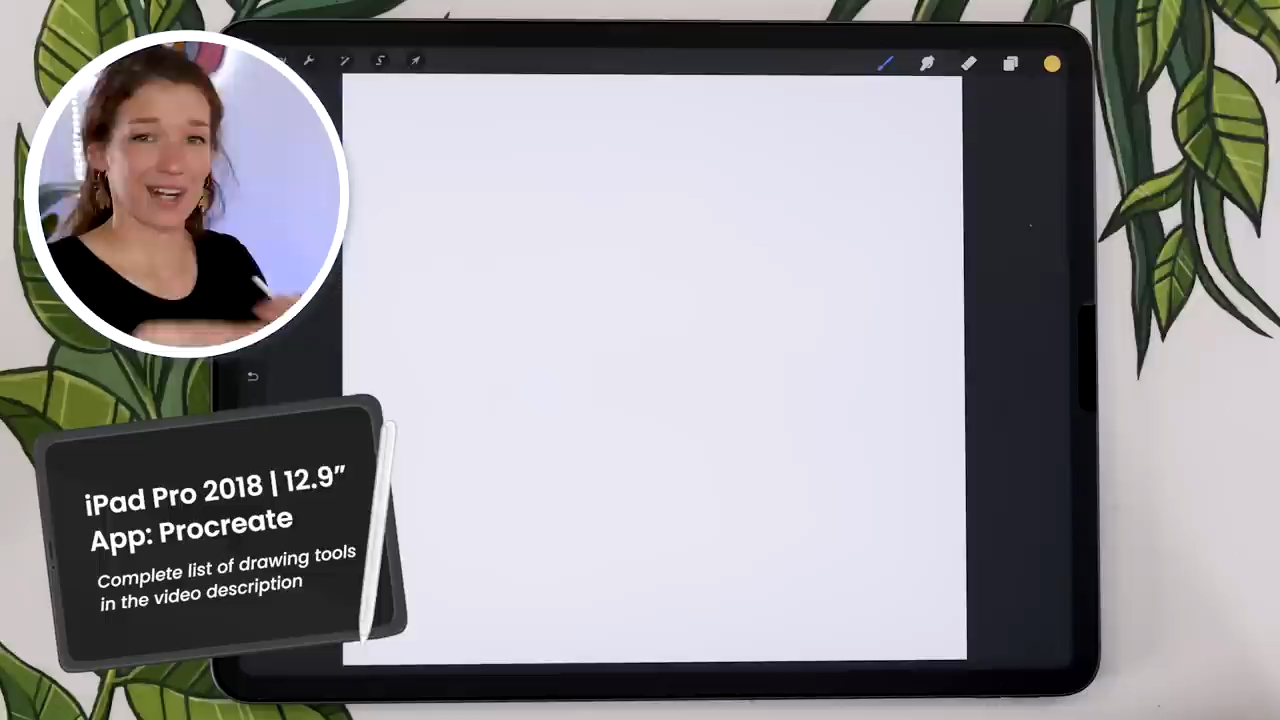 iPad Pro 2018 | 12.9″
App: Procreate
Complete list of drawing tools
in the video description